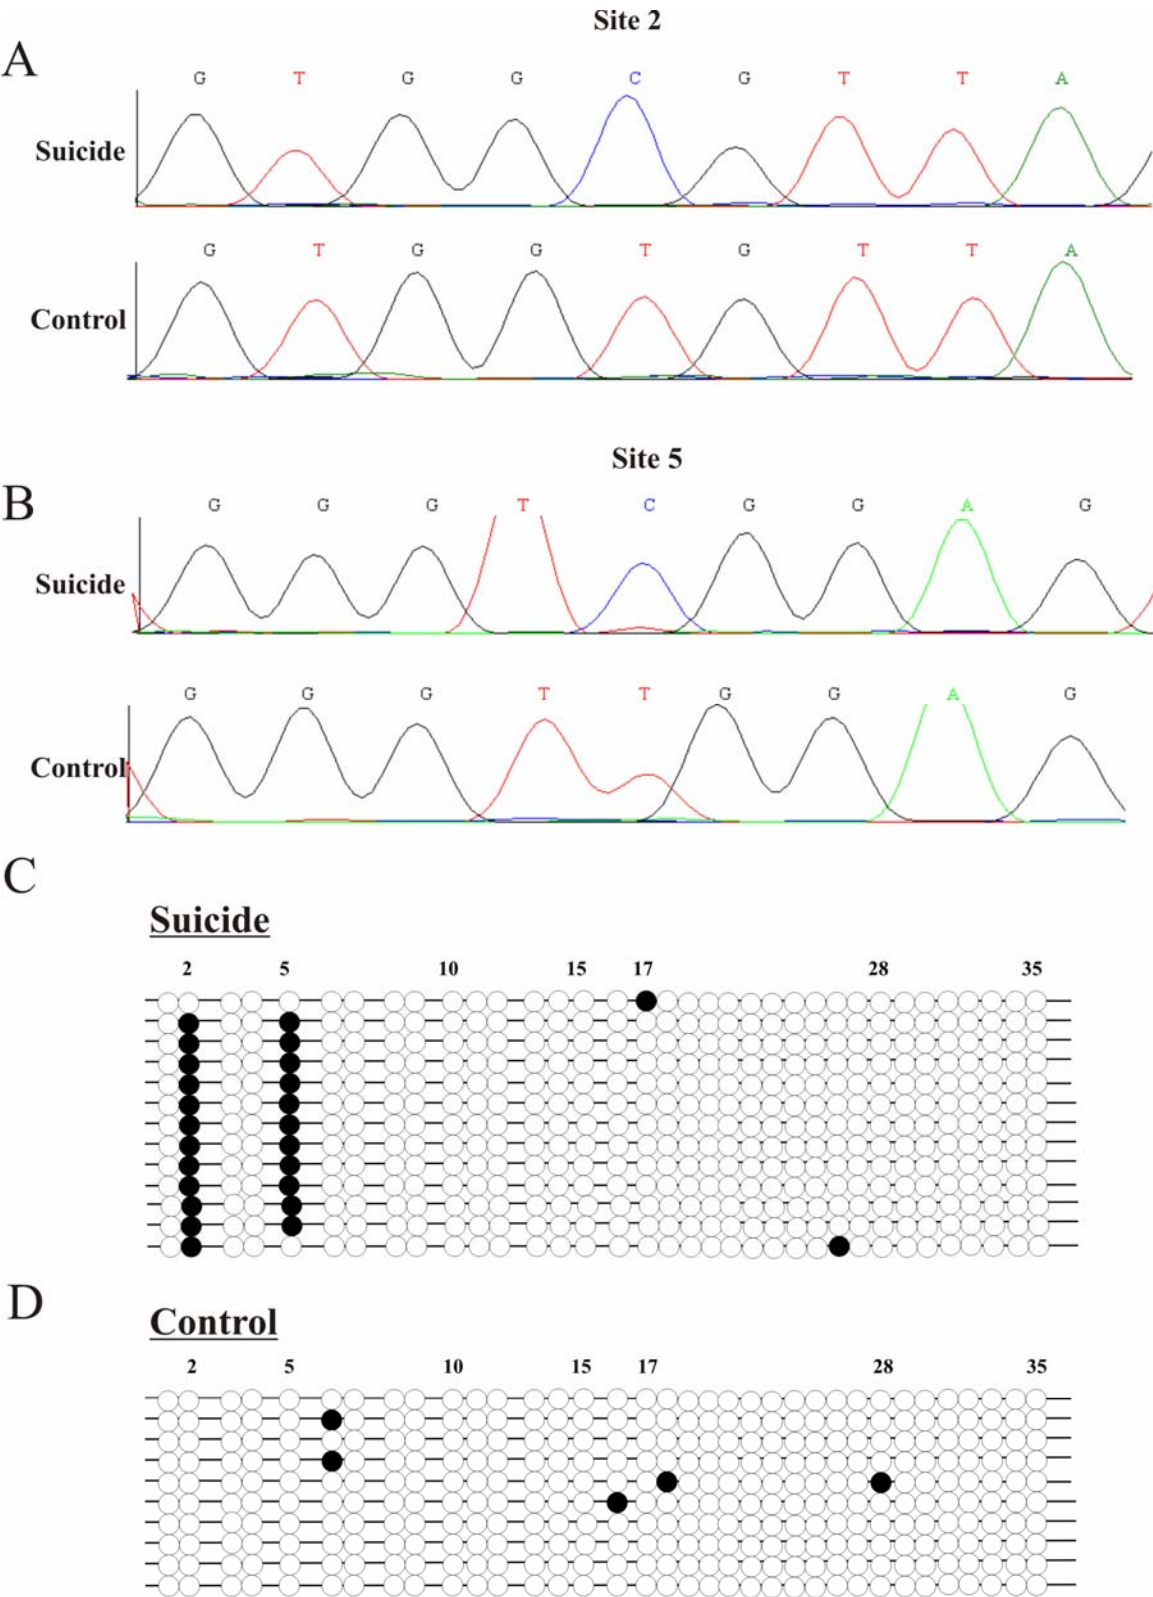 Site 2
A
G T G G C G T T A
Suicide
G T G G T G T T A
Control
Site 5
B
G G G T C G G A G
Suicide
G G G T T G G A G
Control
C
Suicide
2 5 10 15 17 28 35
D
Control
2 5 10 15 17 28 35